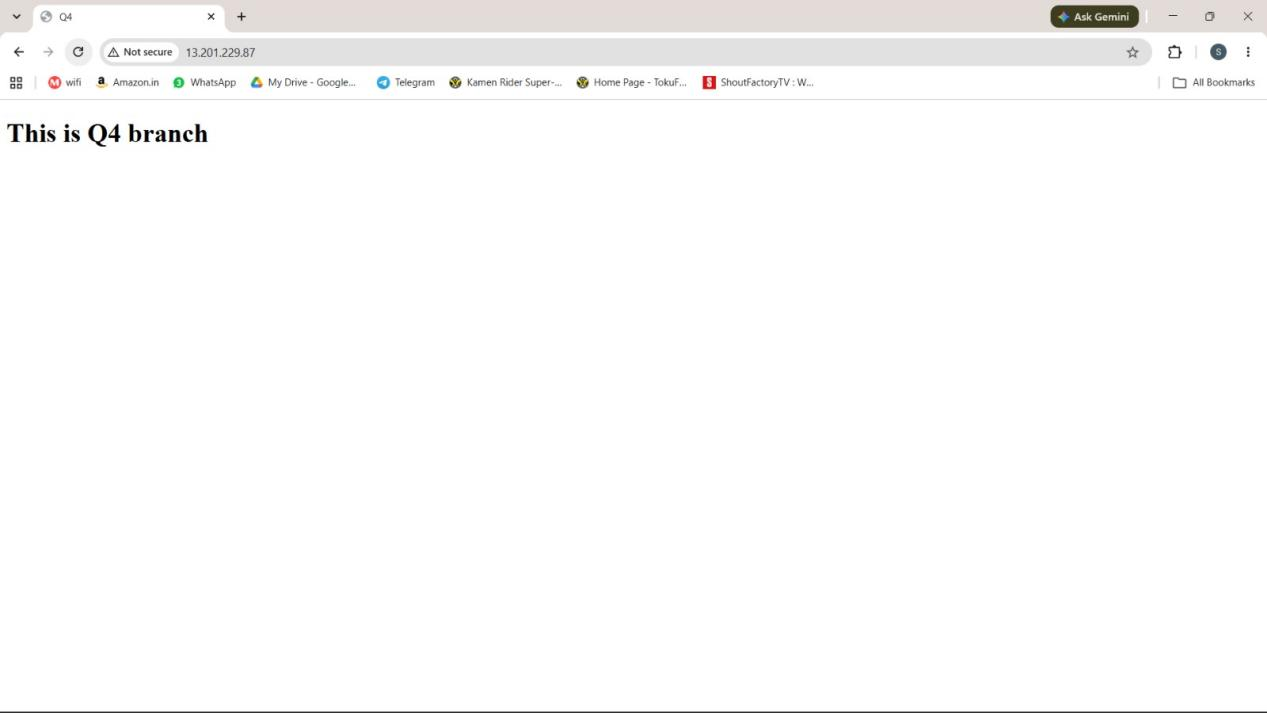 Q4
Ask Gemini
Not secure 13.201.229.87
S
M wifi
a Amazon.in
3 WhatsApp
My Drive - Google...
Telegram
Kamen Rider Super-...
Home Page - TokuF...
S ShoutFactoryTV : W...
All Bookmarks
This is Q4 branch